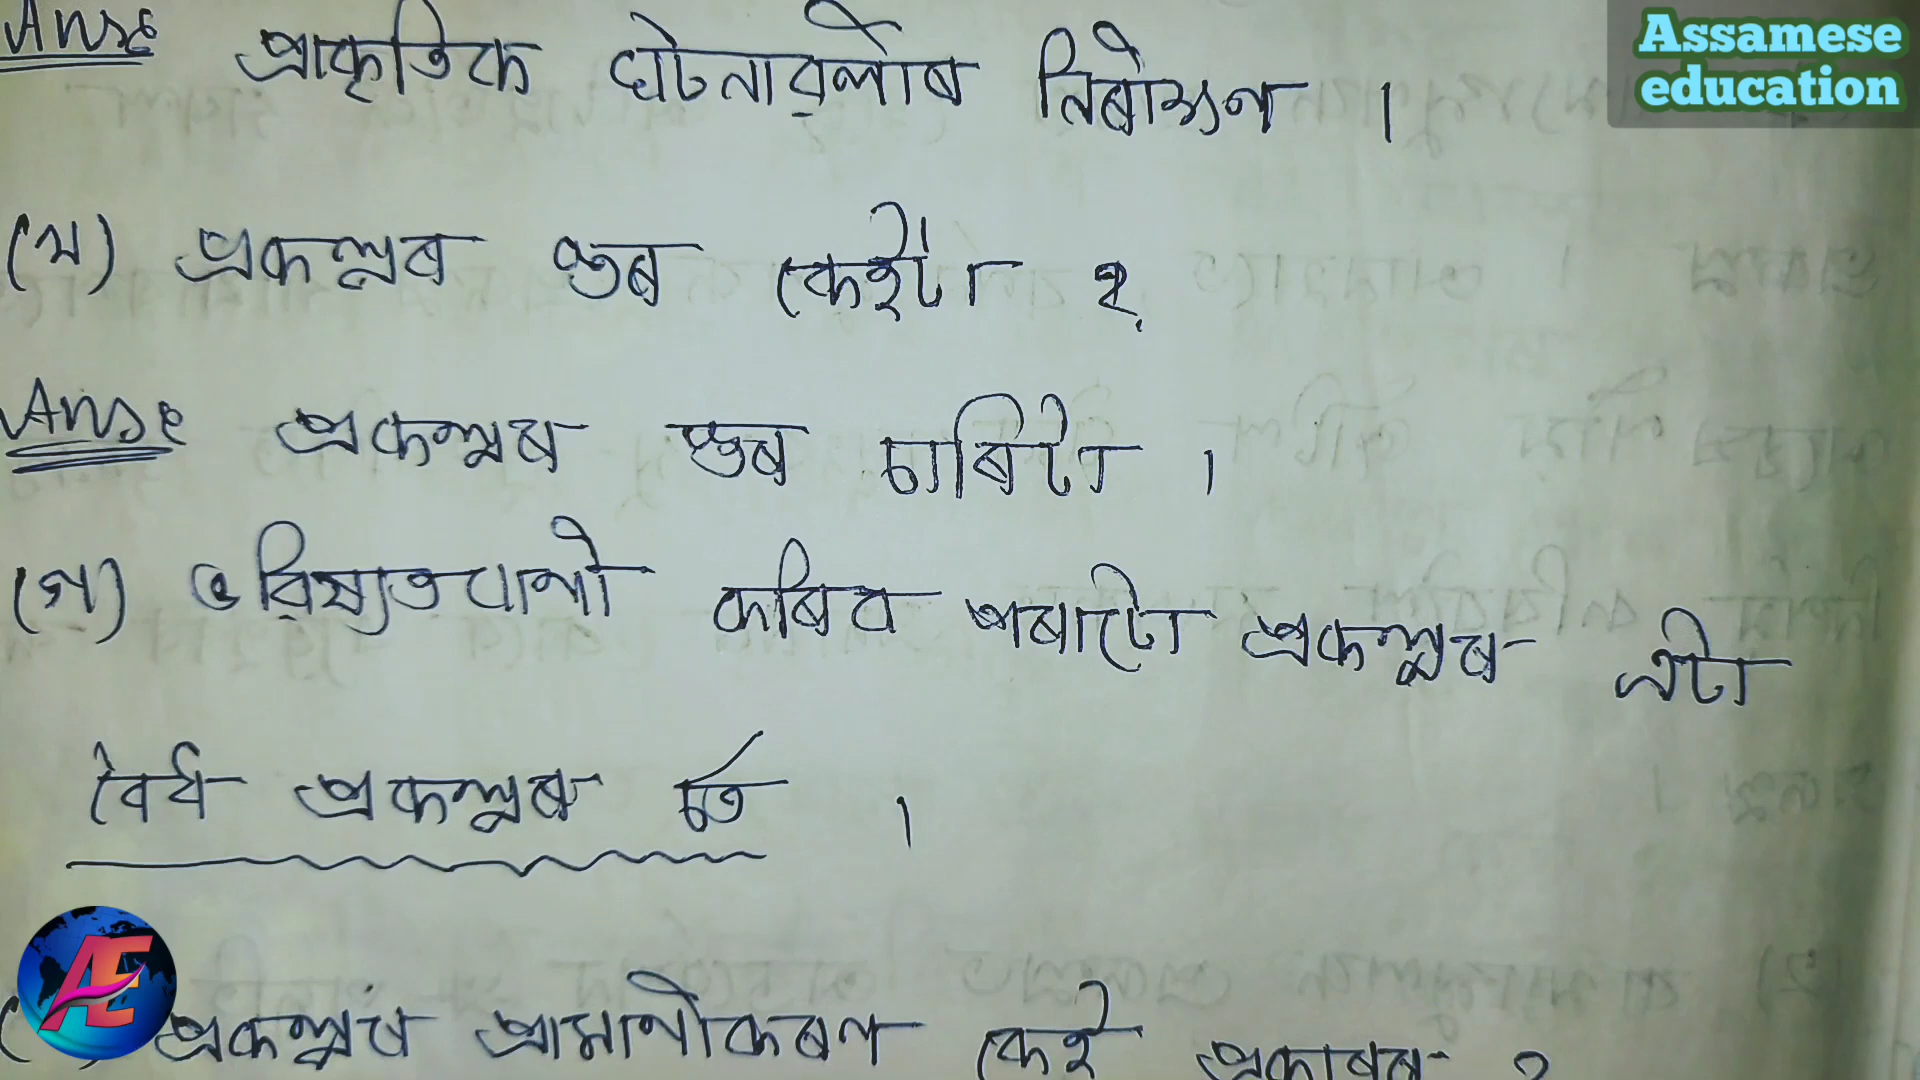 Assamese
education
Ans: প্ৰাকৃতিক ঘটনাৱলীৰ নিৰীক্ষণ ।
(খ) প্ৰকল্পৰ স্তৰ কেইটা ?
Ans: প্ৰকল্পৰ স্তৰ চাৰিটা ।
(গ) ভৱিষ্যতবাণী কৰিব পৰাটো প্ৰকল্পৰ এটা
বৈধ প্ৰকল্পৰ চৰ্ত ।
AE
প্ৰকল্পৰ প্ৰামাণীকৰণ কেই প্ৰকাৰৰ ?